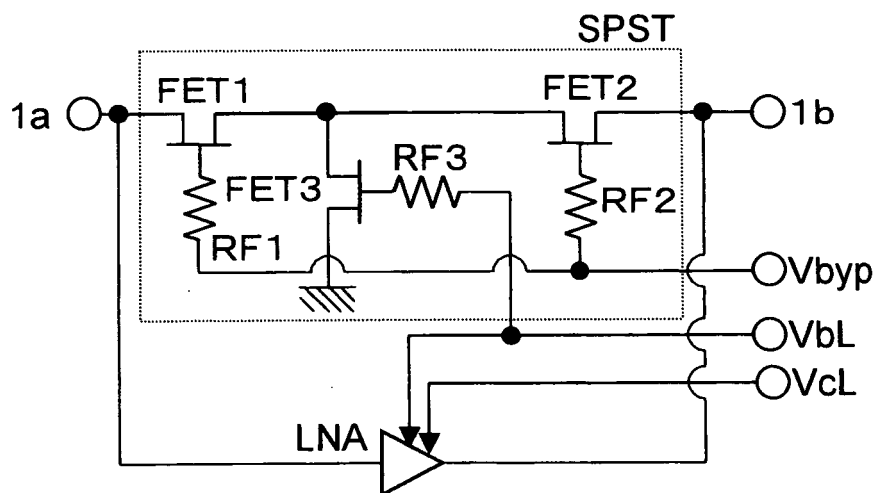 SPST
FET1
FET2
1a
1b
RF3
FET3
RF2
RF1
Vbyp
VbL
VcL
LNA